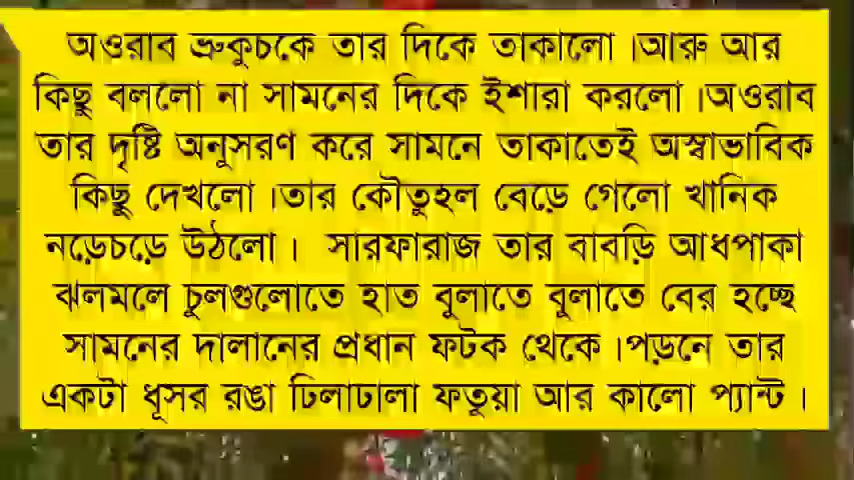 অওরাব ভ্রুকুচকে তার দিকে তাকালো ।আরু আর
কিছু বললো না সামনের দিকে ইশারা করলো ।অওরাব
তার দৃষ্টি অনুসরণ করে সামনে তাকাতেই অস্বাভাবিক
কিছু দেখলো ।তার কৌতুহল বেড়ে গেলো খানিক
নড়েচড়ে উঠলো । সারফারাজ তার বাবড়ি আধপাকা
ঝলমলে চুলগুলোতে হাত বুলাতে বুলাতে বের হচ্ছে
সামনের দালানের প্রধান ফটক থেকে ।পড়নে তার
একটা ধূসর রঙা ঢিলাঢালা ফতুয়া আর কালো প্যান্ট ।